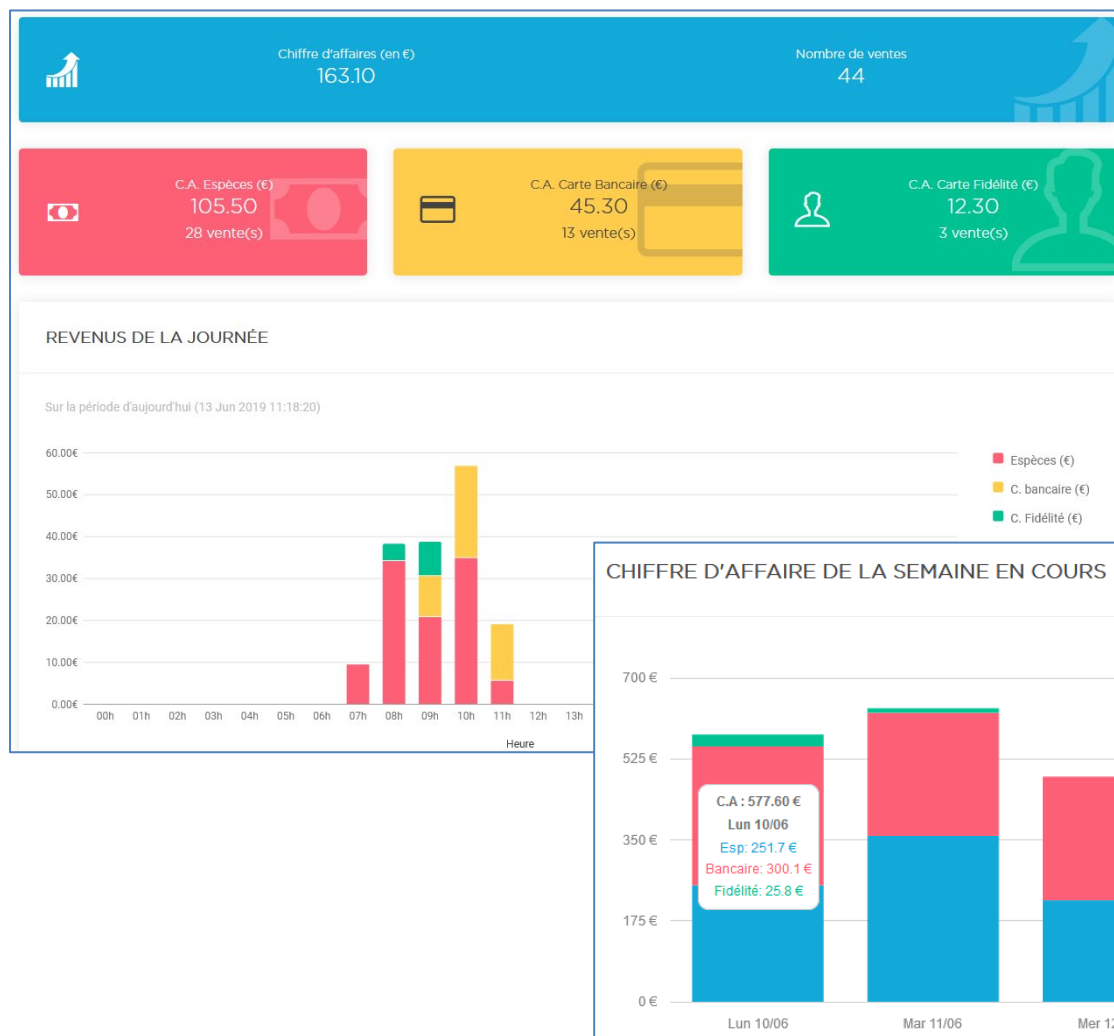 Chiffre d'affaires (en €)
163.10
Nombre de ventes
44
C.A. Espèces (€)
105.50
28 vente(s)
C.A. Carte Bancaire (€)
45.30
13 vente(s)
C.A. Carte Fidélité (€)
12.30
3 vente(s)
REVENUS DE LA JOURNÉE
Sur la période d'aujourd'hui (13 Jun 2019 11:18:20)
60.00€
50.00€
40.00€
30.00€
20.00€
10.00€
0.00€
00h 01h 02h 03h 04h 05h 06h 07h 08h 09h 10h 11h 12h 13h
Heure
Espèces (€)
C. bancaire (€)
C. Fidélité (€)
CHIFFRE D'AFFAIRE DE LA SEMAINE EN COURS
700 €
525 €
350 €
175 €
0 €
C.A : 577.60 €
Lun 10/06
Esp: 251.7 €
Bancaire: 300.1 €
Fidélité: 25.8 €
Lun 10/06 Mar 11/06 Mer 12